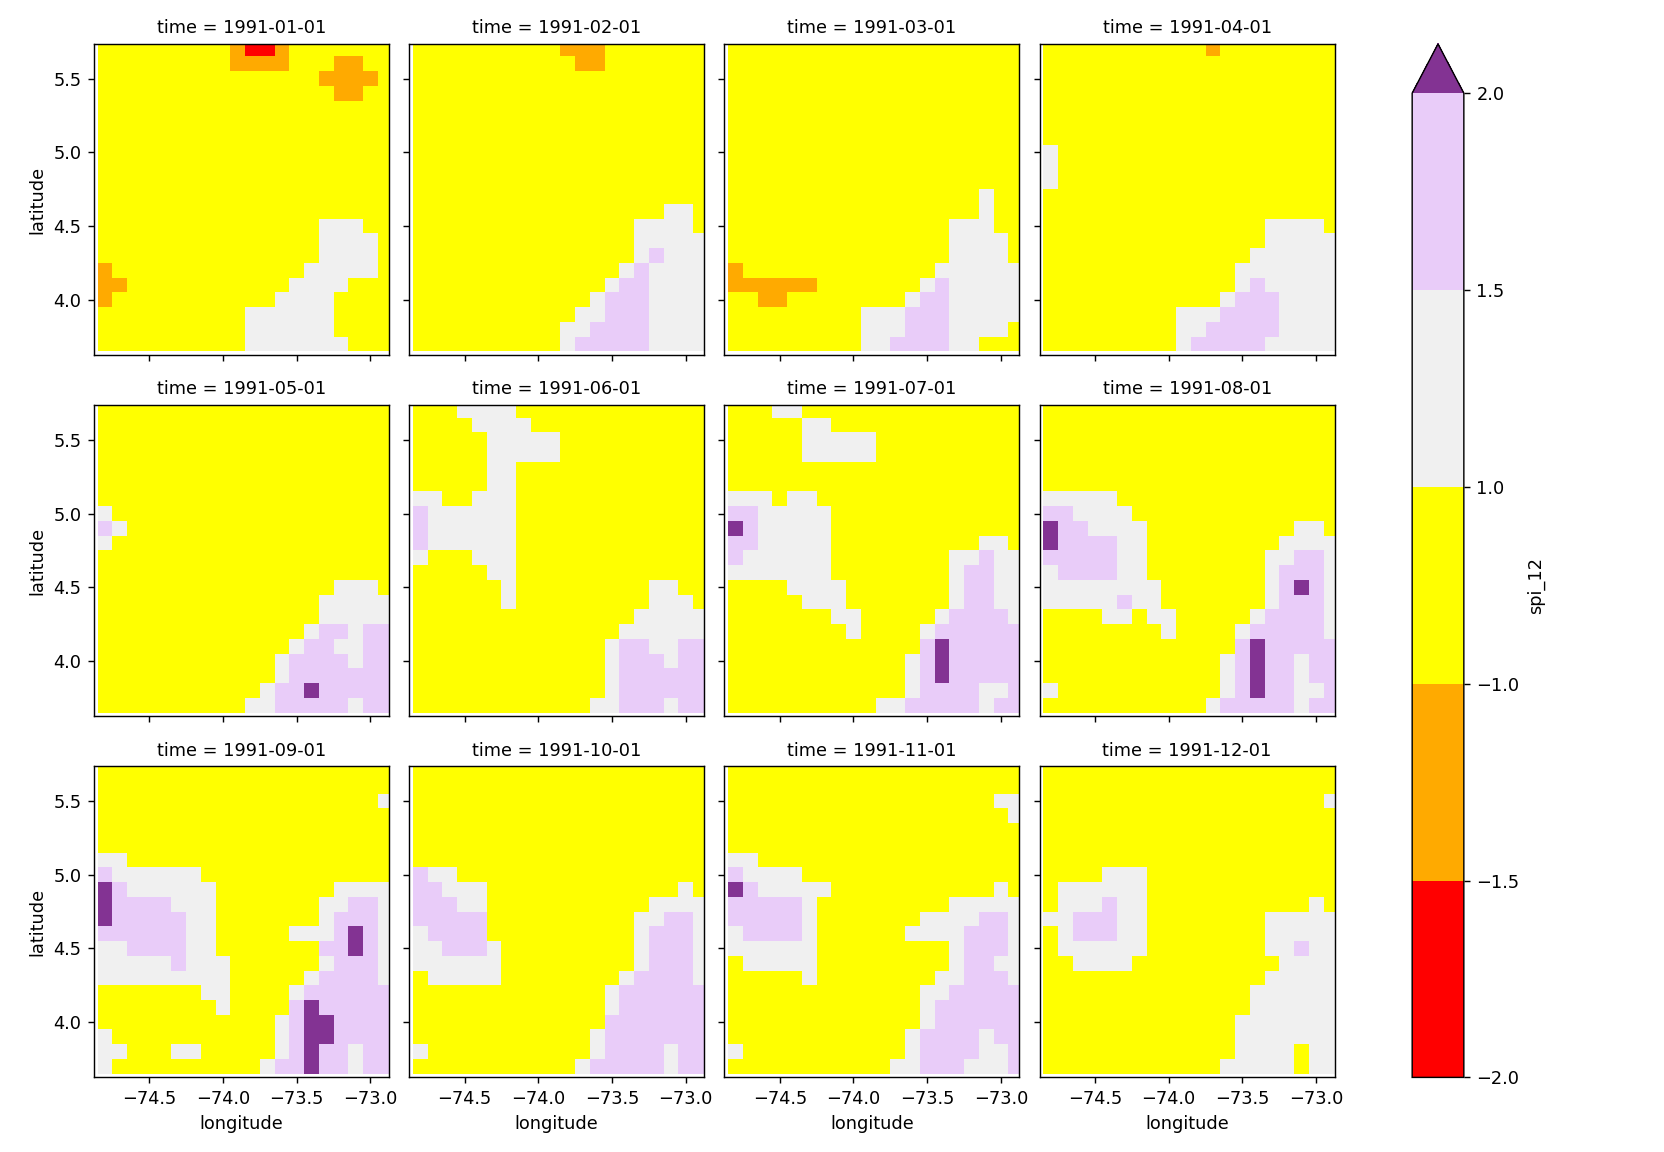 time = 1991-01-01 time = 1991-02-01 time = 1991-03-01 time = 1991-04-01
5.5
5.0
4.5
4.0
latitude
time = 1991-05-01 time = 1991-06-01 time = 1991-07-01 time = 1991-08-01
5.5
5.0
4.5
4.0
latitude
time = 1991-09-01 time = 1991-10-01 time = 1991-11-01 time = 1991-12-01
5.5
5.0
4.5
4.0
latitude
−74.5 −74.0 −73.5 −73.0 −74.5 −74.0 −73.5 −73.0 −74.5 −74.0 −73.5 −73.0 −74.5 −74.0 −73.5 −73.0
longitude longitude longitude longitude
2.0
1.5
1.0
−1.0
−1.5
−2.0
spi_12